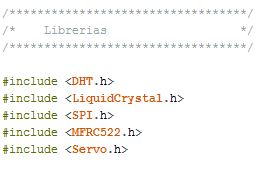 /**********************************/
/*    Librerias                   */
/**********************************/
#include <DHT.h>
#include <LiquidCrystal.h>
#include <SPI.h>
#include <MFRC522.h>
#include <Servo.h>